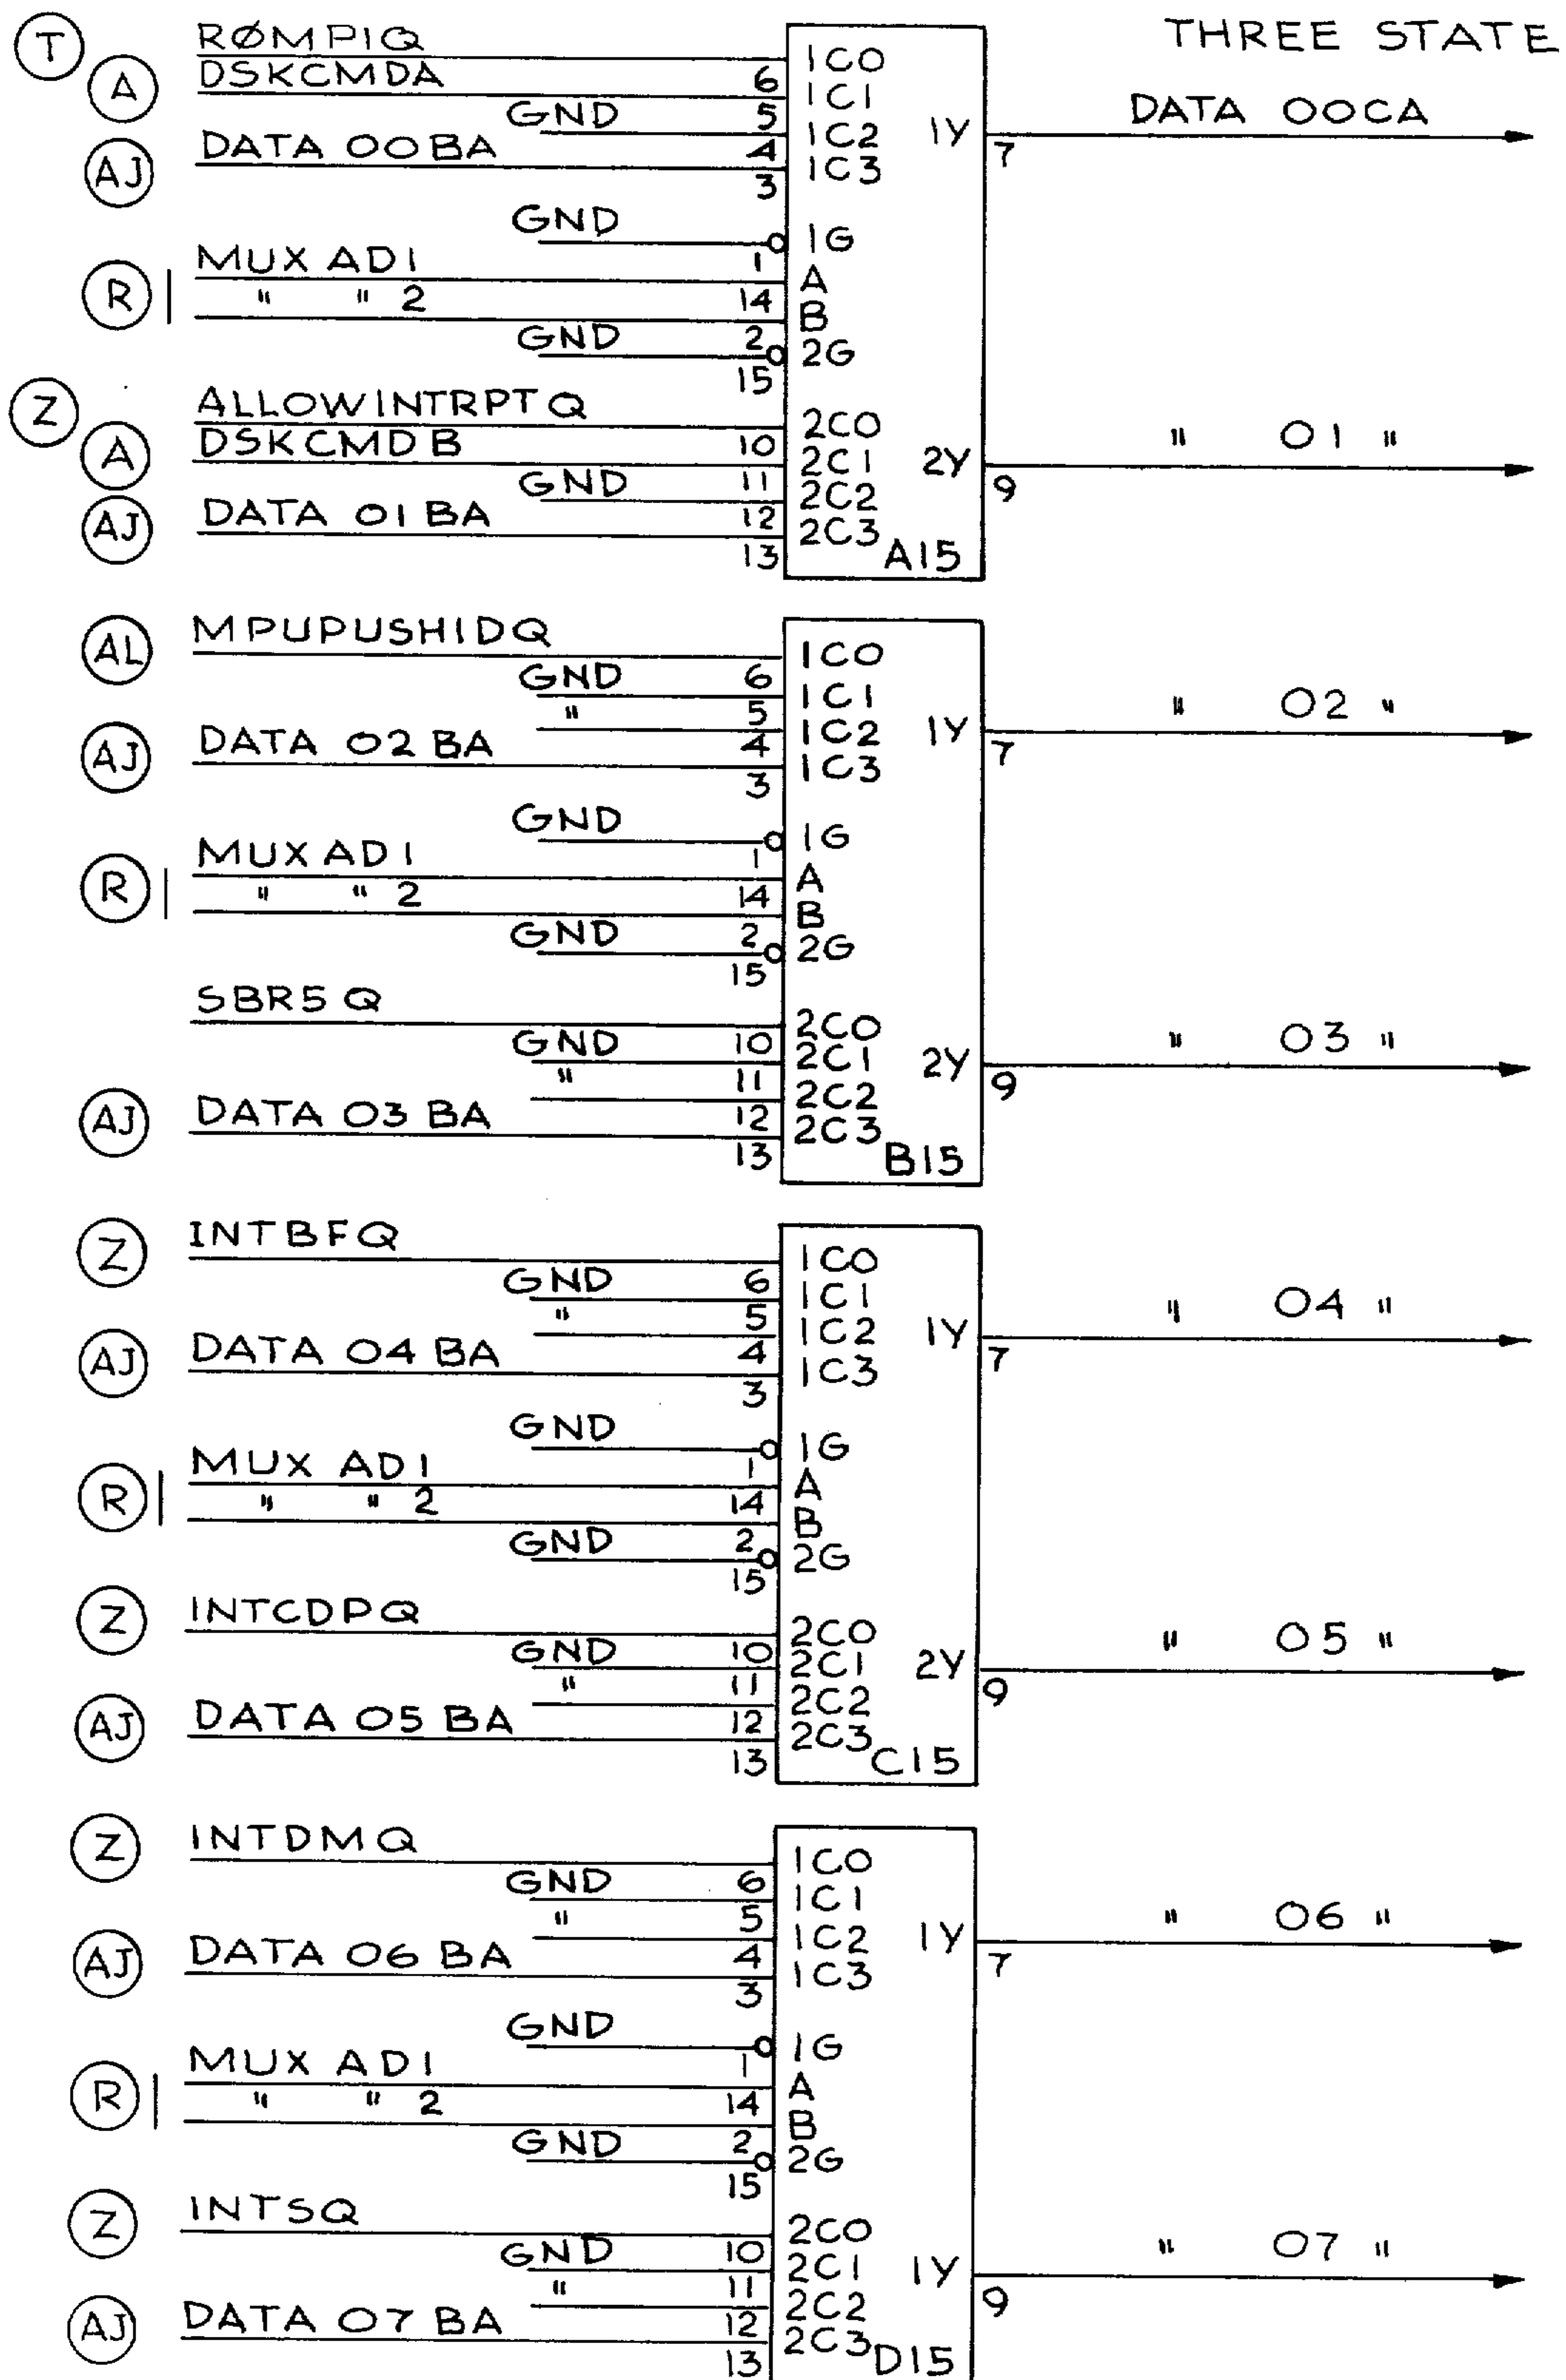 THREE STATE
T RØMPIQ 1C0
A DSKCMDA 6 1C1
GND 5 1C2 1Y 7 DATA 00CA
AJ DATA 00BA 4 1C3
3
GND 1G
R MUX AD1 1 A
" " 2 14 B
GND 2 2G
15
Z ALLOWINTRPTQ 2C0
A DSKCMDB 10 2C1 2Y 9 " 01 "
GND 11 2C2
AJ DATA 01BA 12 2C3
13 A15
AL MPUPUSHIDQ 1C0
GND 6 1C1
" 5 1C2 1Y 7 " 02 "
AJ DATA 02 BA 4 1C3
3
GND 1G
R MUX AD1 1 A
" " 2 14 B
GND 2 2G
15
SBR5Q 2C0
GND 10 2C1 2Y 9 " 03 "
" 11 2C2
AJ DATA 03 BA 12 2C3
13 B15
Z INTBFQ 1C0
GND 6 1C1
" 5 1C2 1Y 7 " 04 "
AJ DATA 04 BA 4 1C3
3
GND 1G
R MUX AD1 1 A
" " 2 14 B
GND 2 2G
15
Z INTCDPQ 2C0
GND 10 2C1 2Y 9 " 05 "
" 11 2C2
AJ DATA 05 BA 12 2C3
13 C15
Z INTDMQ 1C0
GND 6 1C1
" 5 1C2 1Y 7 " 06 "
AJ DATA 06 BA 4 1C3
3
GND 1G
R MUX AD1 1 A
" " 2 14 B
GND 2 2G
15
Z INTSQ 2C0
GND 10 2C1 1Y 9 " 07 "
" 11 2C2
AJ DATA 07 BA 12 2C3
13 D15